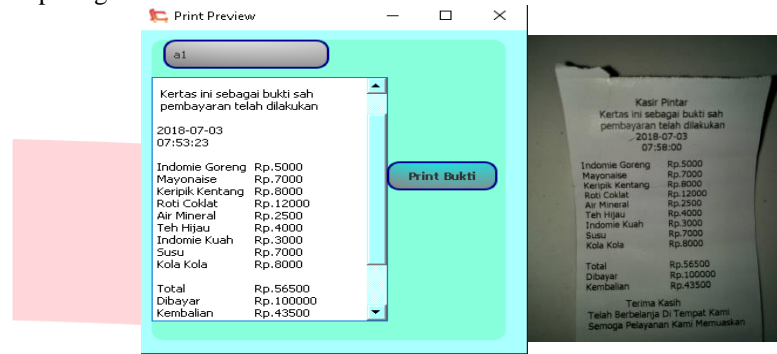 Print Preview
a1
Kertas ini sebagai bukti sah
pembayaran telah dilakukan
2018-07-03
07:53:23
Indomie Goreng Rp.5000
Mayonaise Rp.7000
Keripik Kentang Rp.8000
Roti Coklat Rp.12000
Air Mineral Rp.2500
Teh Hijau Rp.4000
Indomie Kuah Rp.3000
Susu Rp.7000
Kola Kola Rp.8000
Total Rp.56500
Dibayar Rp.100000
Kembalian Rp.43500
Print Bukti
Kasir Pintar
Kertas ini sebagai bukti sah
pembayaran telah dilakukan
2018-07-03
07:58:00
Indomie Goreng Rp.5000
Mayonaise Rp.7000
Keripik Kentang Rp.8000
Roti Coklat Rp.12000
Air Mineral Rp.2500
Teh Hijau Rp.4000
Indomie Kuah Rp.3000
Susu Rp.7000
Kola Kola Rp.8000
Total Rp.56500
Dibayar Rp.100000
Kembalian Rp.43500
Terima Kasih
Telah Berbelanja Di Tempat Kami
Semoga Pelayanan Kami Memuaskan